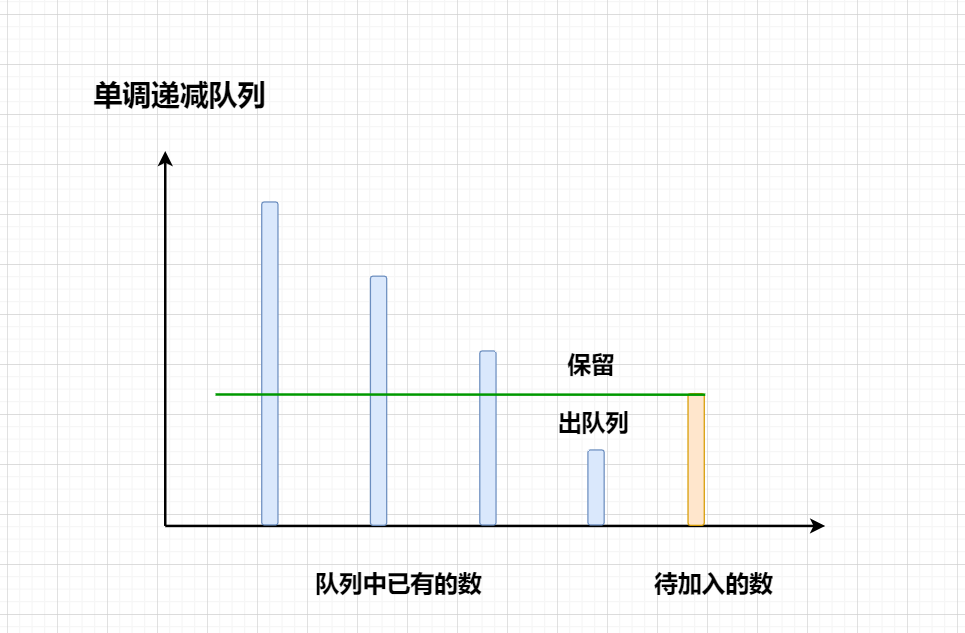 单调递减队列
保留
出队列
队列中已有的数
待加入的数